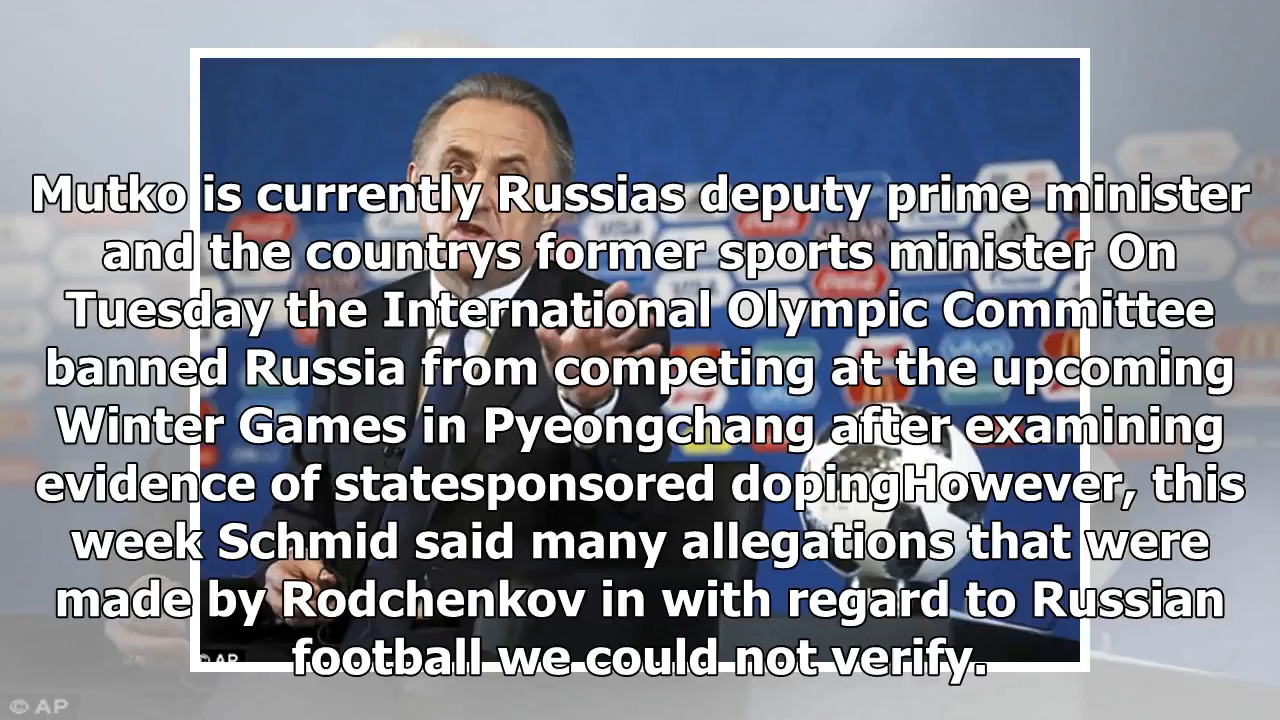 Mutko is currently Russias deputy prime minister
and the countrys former sports minister On
Tuesday the International Olympic Committee
banned Russia from competing at the upcoming
Winter Games in Pyeongchang after examining
evidence of statesponsored dopingHowever, this
week Schmid said many allegations that were
made by Rodchenkov in with regard to Russian
football we could not verify.
© AP